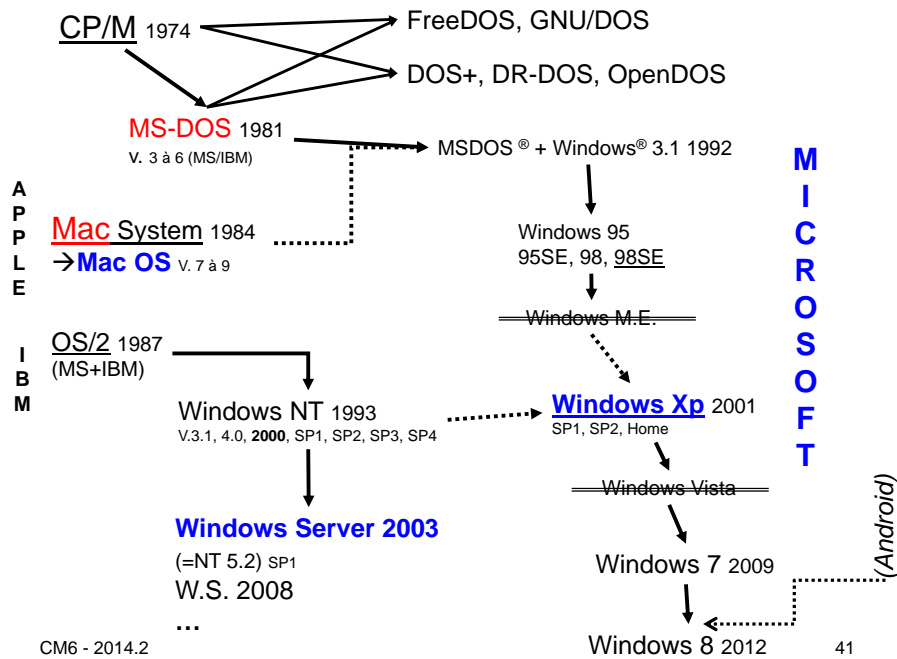 CP/M 1974
FreeDOS, GNU/DOS
DOS+, DR-DOS, OpenDOS
MS-DOS 1981
V. 3 à 6 (MS/IBM)
MSDOS ® + Windows® 3.1 1992
APPLE
Mac System 1984
→Mac OS V. 7 à 9
Windows 95
95SE, 98, 98SE
MICROSOFT
Windows M.E.
IBM
OS/2 1987
(MS+IBM)
Windows NT 1993
V.3.1, 4.0, 2000, SP1, SP2, SP3, SP4
Windows Xp 2001
SP1, SP2, Home
Windows Vista
(Android)
Windows Server 2003
(=NT 5.2) SP1
W.S. 2008
...
Windows 7 2009
Windows 8 2012
CM6 - 2014.2
41